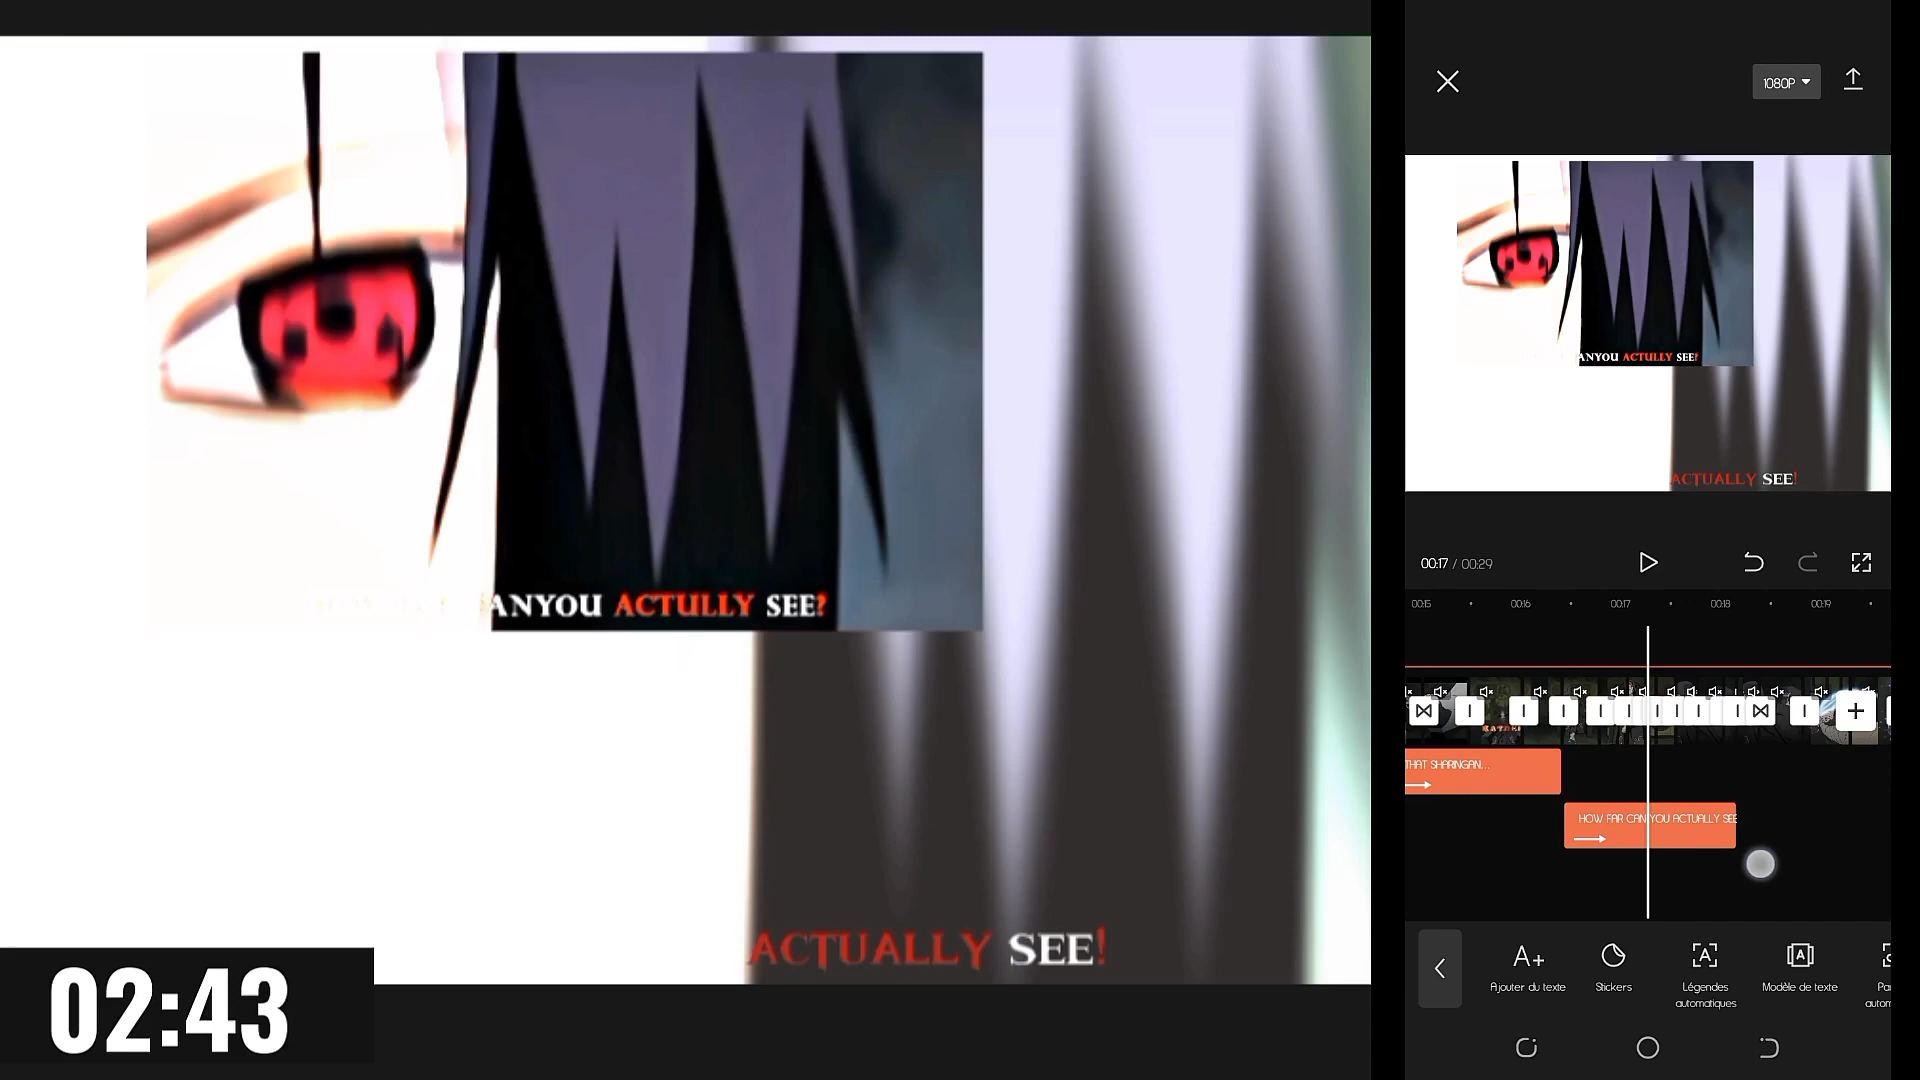 ANYOU ACTULLY SEE?
ACTUALLY SEE!
02:43
1080P
ANYOU ACTULLY SEE?
ACTUALLY SEE!
00:17 / 00:29
00:15 00:16 00:17 00:18 00:19
THAT SHARINGAN...
HOW FAR CAN YOU ACTUALLY SEE
A+
Ajouter du texte
Stickers
Légendes
automatiques
Modèle de texte
Pa
autom